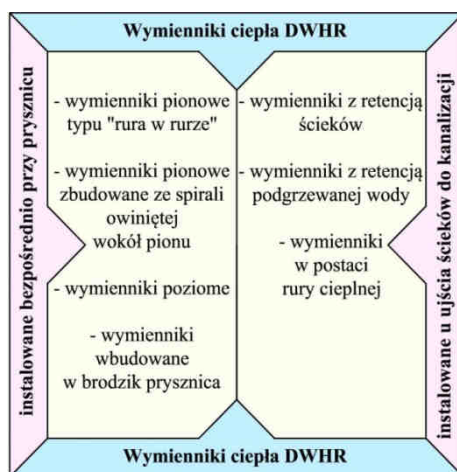 Wymienniki ciepła DWHR
instalowane bezpośrednio przy prysznicu
- wymienniki pionowe
typu "rura w rurze"
- wymienniki pionowe
zbudowane ze spirali
owiniętej
wokół pionu
- wymienniki poziome
- wymienniki
wbudowane
w brodzik prysznica
- wymienniki z retencją
ścieków
- wymienniki z retencją
podgrzewanej wody
- wymienniki
w postaci
rury cieplnej
instalowane u ujścia ścieków do kanalizacji
Wymienniki ciepła DWHR